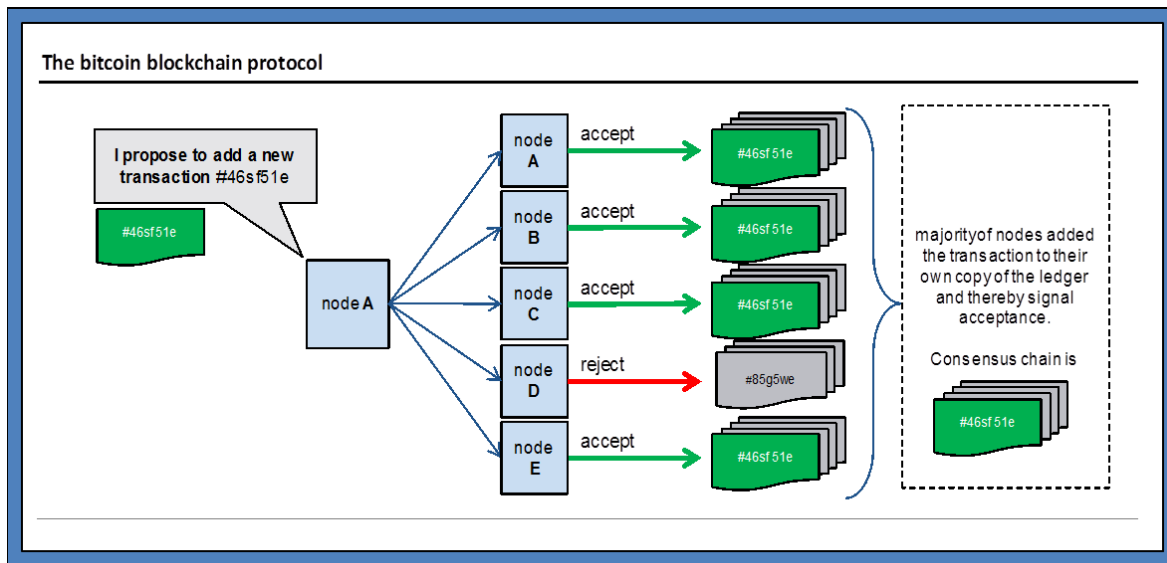 The bitcoin blockchain protocol
I propose to add a new
transaction #46sf51e
#46sf51e
node A
node
A
accept
#46sf51e
node
B
accept
#46sf51e
node
C
accept
#46sf51e
node
D
reject
#85g5we
node
E
accept
#46sf51e
majorityof nodes added
the transaction to their
own copy of the ledger
and thereby signal
acceptance.
Consensus chain is
#46sf51e